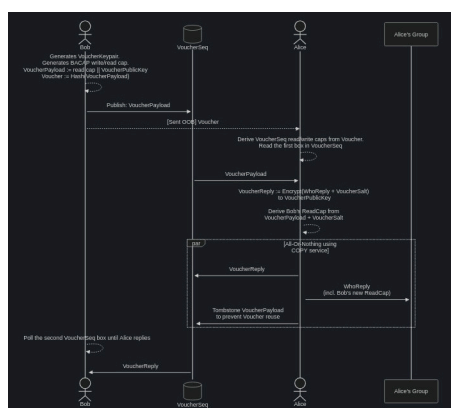 Bob
VoucherSeq
Alice
Alice's Group
Generates VoucherKeypair.
Generates BACAP write/read cap.
VoucherPayload := read cap || VoucherPublicKey
Voucher := Hash(VoucherPayload)
Publish: VoucherPayload
[Sent OOB] Voucher
Derive VoucherSeq read/write caps from Voucher.
Read the first box in VoucherSeq
VoucherPayload
VoucherReply := Encrypt(WhoReply + VoucherSalt)
to VoucherPublicKey
Derive Bob's ReadCap from
VoucherPayload + VoucherSalt
par
[All-Or-Nothing using
COPY service]
VoucherReply
WhoReply
(incl. Bob's new ReadCap)
Tombstone VoucherPayload
to prevent Voucher reuse
Poll the second VoucherSeq box until Alice replies
VoucherReply
Bob
VoucherSeq
Alice
Alice's Group